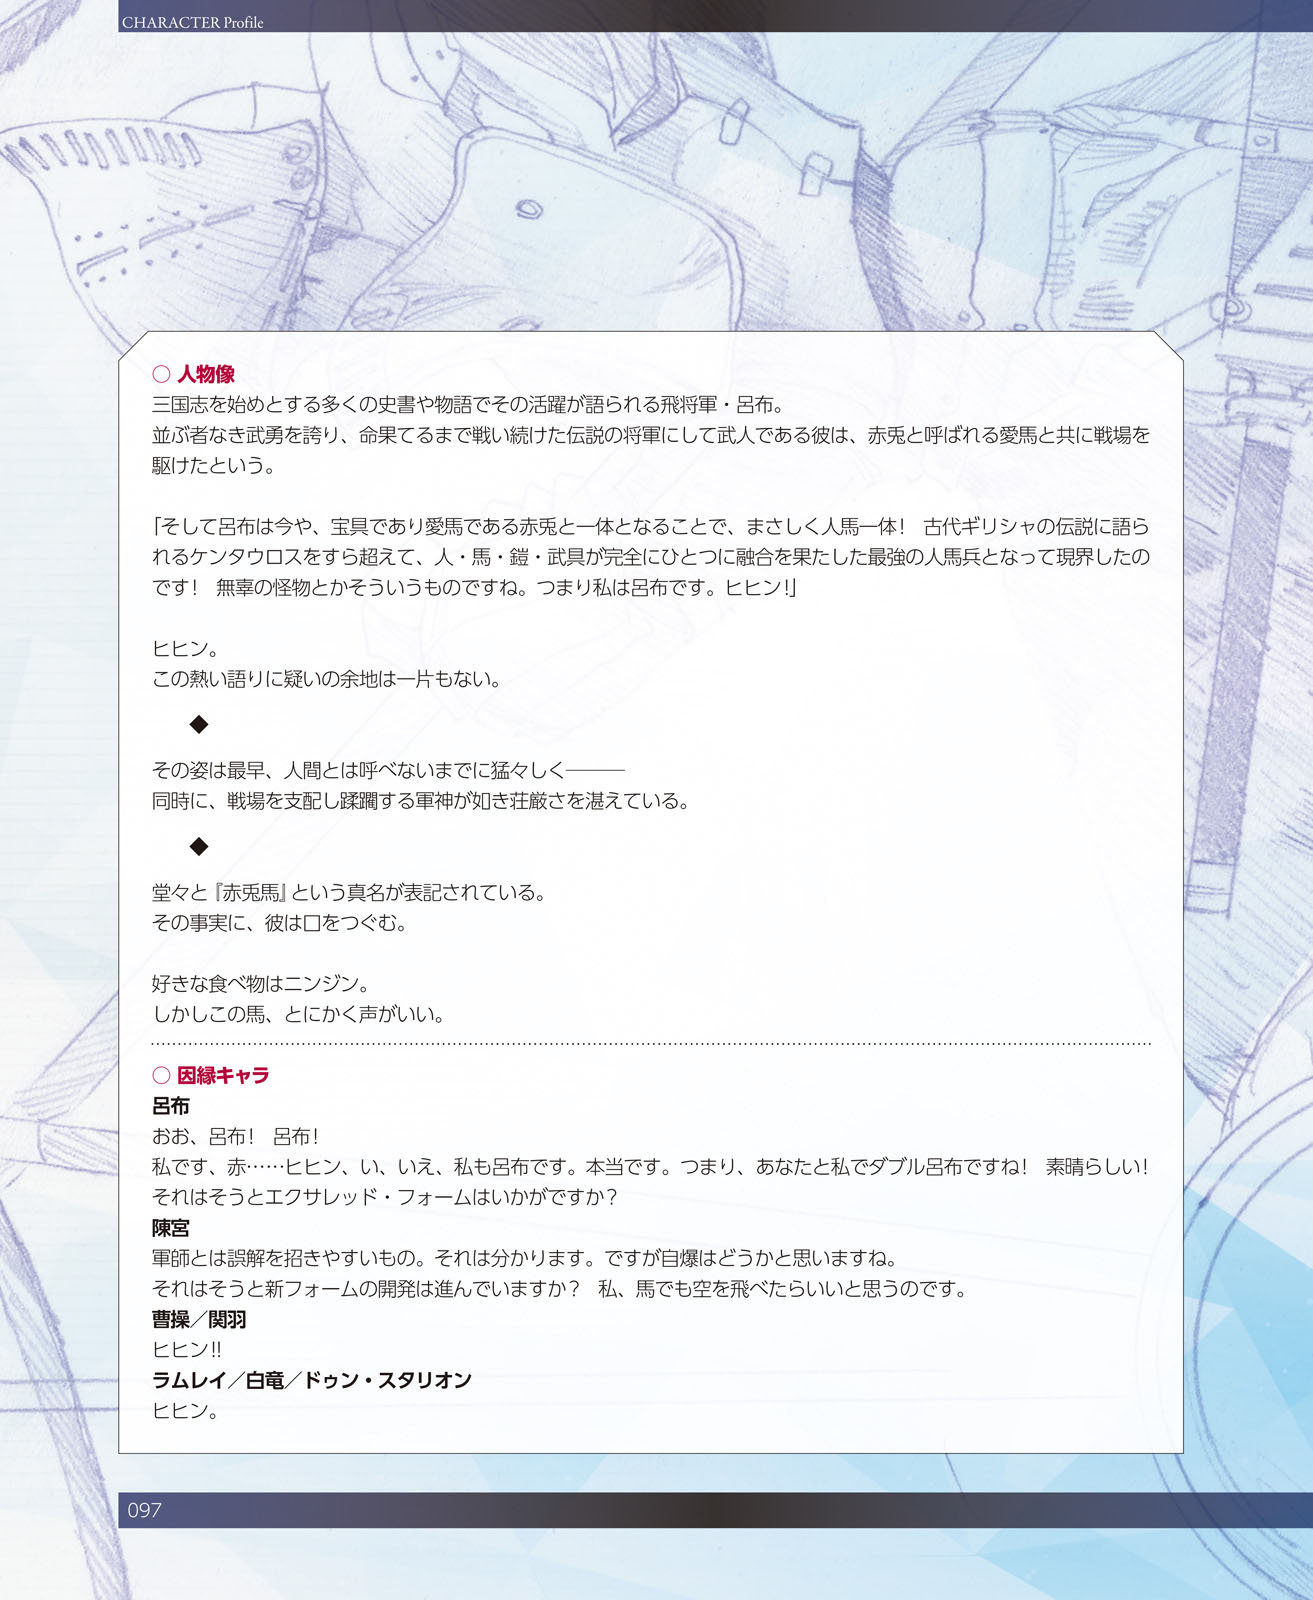 CHARACTER Profile
○ 人物像
三国志を始めとする多くの史書や物語でその活躍が語られる飛将軍・呂布。
並ぶ者なき武勇を誇り、命果てるまで戦い続けた伝説の将軍にして武人である彼は、赤兎と呼ばれる愛馬と共に戦場を
駆けたという。
「そして呂布は今や、宝具であり愛馬である赤兎と一体となることで、まさしく人馬一体！　古代ギリシャの伝説に語ら
れるケンタウロスをすら超えて、人・馬・鎧・武具が完全にひとつに融合を果たした最強の人馬兵となって現界したの
です！　無辜の怪物とかそういうものですね。つまり私は呂布です。ヒヒン！」
ヒヒン。
この熱い語りに疑いの余地は一片もない。
◆
その姿は最早、人間とは呼べないまでに猛々しく―――
同時に、戦場を支配し蹂躙する軍神が如き荘厳さを湛えている。
◆
堂々と『赤兎馬』という真名が表記されている。
その事実に、彼は口をつぐむ。
好きな食べ物はニンジン。
しかしこの馬、とにかく声がいい。
○ 因縁キャラ
呂布
おお、呂布！　呂布！
私です、赤……ヒヒン、い、いえ、私も呂布です。本当です。つまり、あなたと私でダブル呂布ですね！　素晴らしい！
それはそうとエクサレッド・フォームはいかがですか？
陳宮
軍師とは誤解を招きやすいもの。それは分かります。ですが自爆はどうかと思いますね。
それはそうと新フォームの開発は進んでいますか？　私、馬でも空を飛べたらいいと思うのです。
曹操／関羽
ヒヒン!!
ラムレイ／白竜／ドゥン・スタリオン
ヒヒン。
097